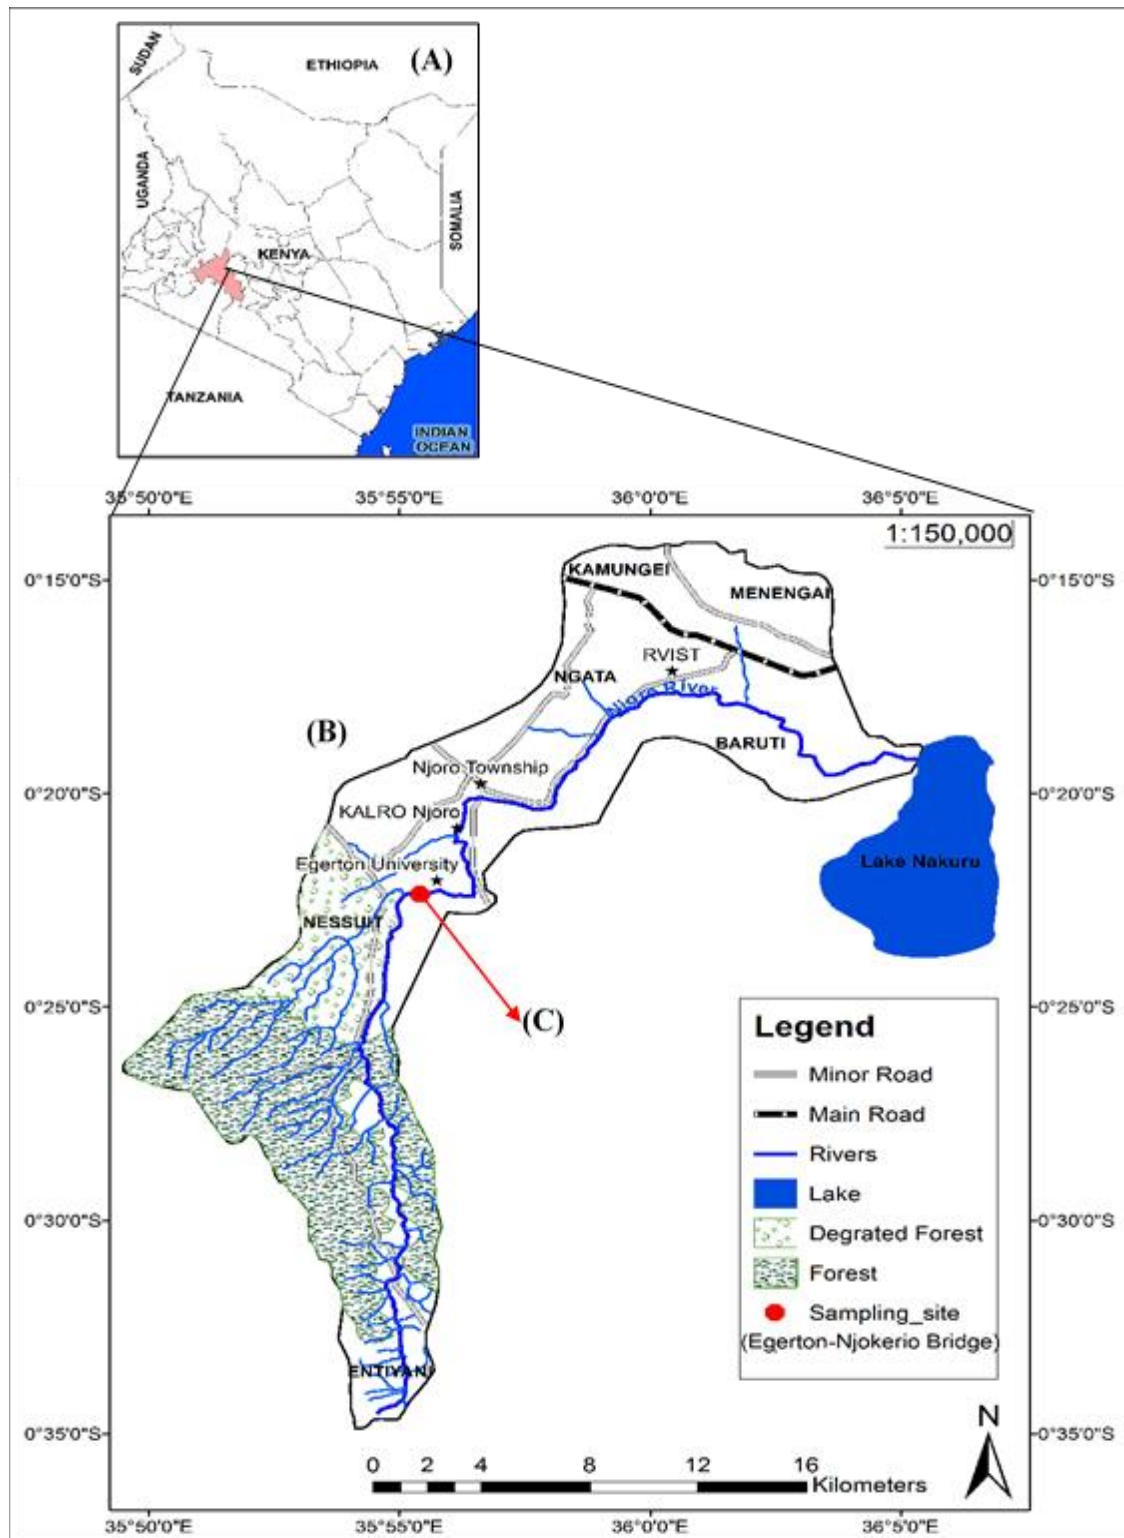 SUDAN
ETHIOPIA
(A)
UGANDA
SOMALIA
KENYA
TANZANIA
INDIAN
OCEAN
35°50'0"E 35°55'0"E 36°0'0"E 36°5'0"E
1:150,000
0°15'0"S 0°15'0"S
KAMUNGEI
MENENGAI
RVIST
NGATA
Njoro River
(B)
BARUTI
Njoro Township
0°20'0"S 0°20'0"S
KALRO Njoro
Egerton University
Lake Nakuru
NESSUIT
0°25'0"S 0°25'0"S
(C)
Legend
Minor Road
Main Road
Rivers
Lake
Degrated Forest
Forest
Sampling_site
(Egerton-Njokerio Bridge)
0°30'0"S 0°30'0"S
ENTIYANI
0°35'0"S 0°35'0"S
N
0 2 4 8 12 16
Kilometers
35°50'0"E 35°55'0"E 36°0'0"E 36°5'0"E